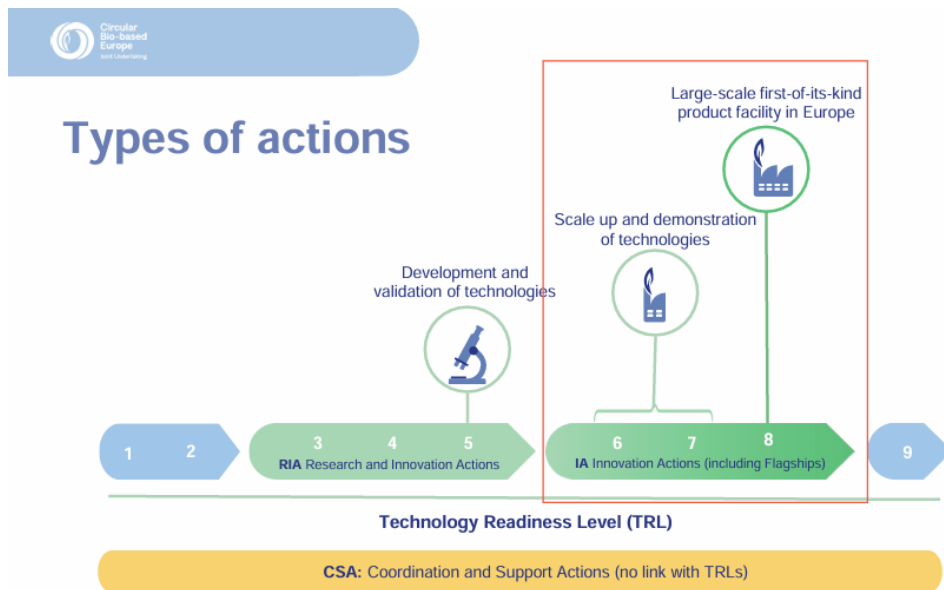 Circular
Bio-based
Europe
Joint Undertaking
Types of actions
Large-scale first-of-its-kind
product facility in Europe
Scale up and demonstration
of technologies
Development and
validation of technologies
1 2
3 4 5
RIA Research and Innovation Actions
6 7 8
IA Innovation Actions (including Flagships)
9
Technology Readiness Level (TRL)
CSA: Coordination and Support Actions (no link with TRLs)